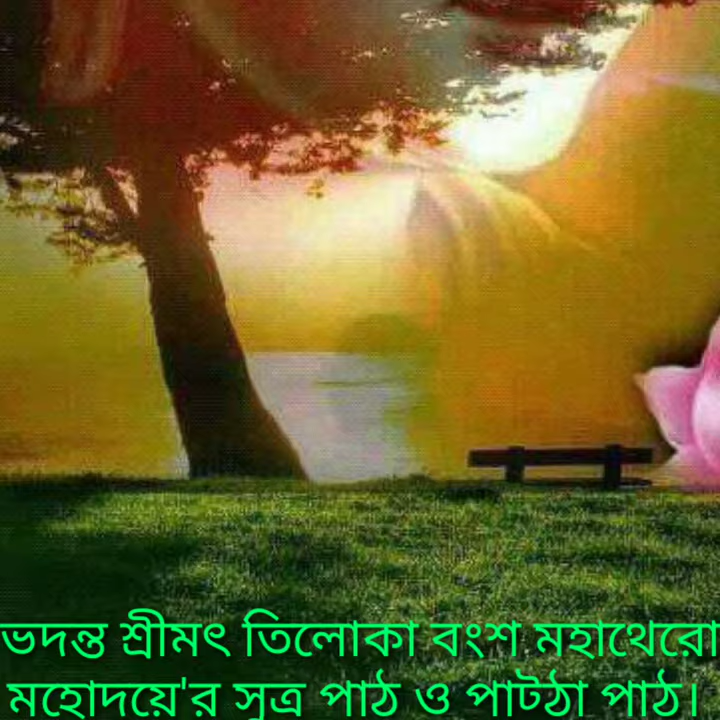 ভদন্ত শ্রীমৎ তিলোকা বংশ মহাথেরো
মহোদয়ে'র সূত্র পাঠ ও পাটঠা পাঠ।